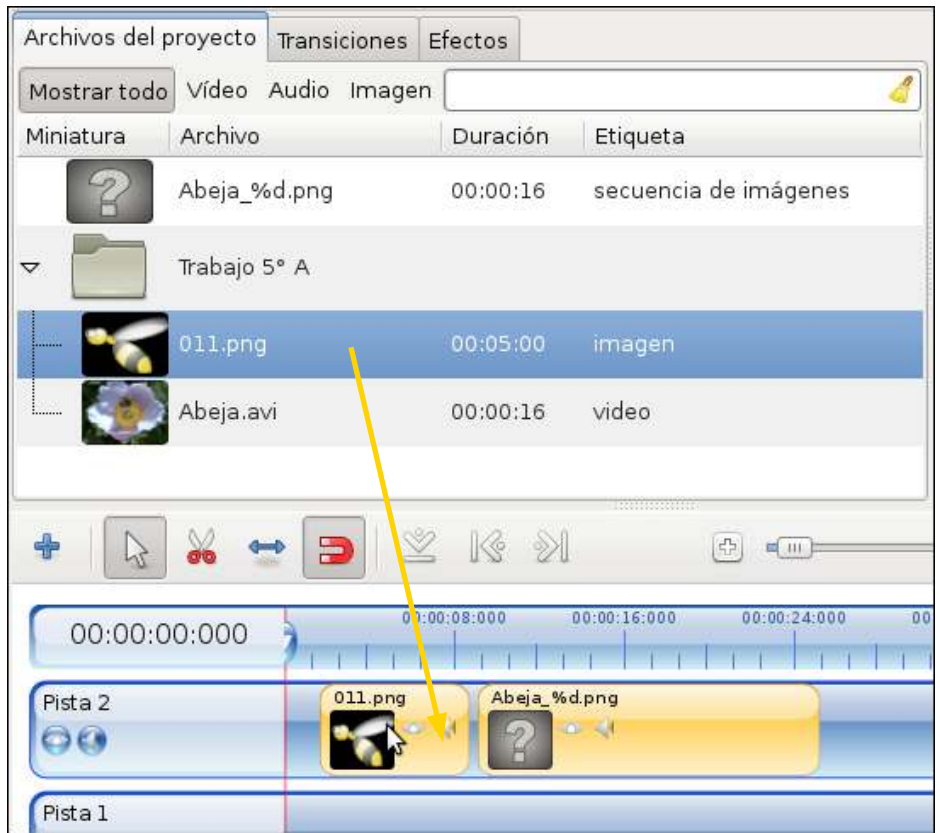 Archivos del proyecto Transiciones Efectos
Mostrar todo Vídeo Audio Imagen
Miniatura Archivo Duración Etiqueta
Abeja_%d.png 00:00:16 secuencia de imágenes
Trabajo 5° A
011.png 00:05:00 imagen
Abeja.avi 00:00:16 video
00:00:00:000 00:00:08:000 00:00:16:000 00:00:24:000 00
Pista 2 011.png Abeja_%d.png
Pista 1